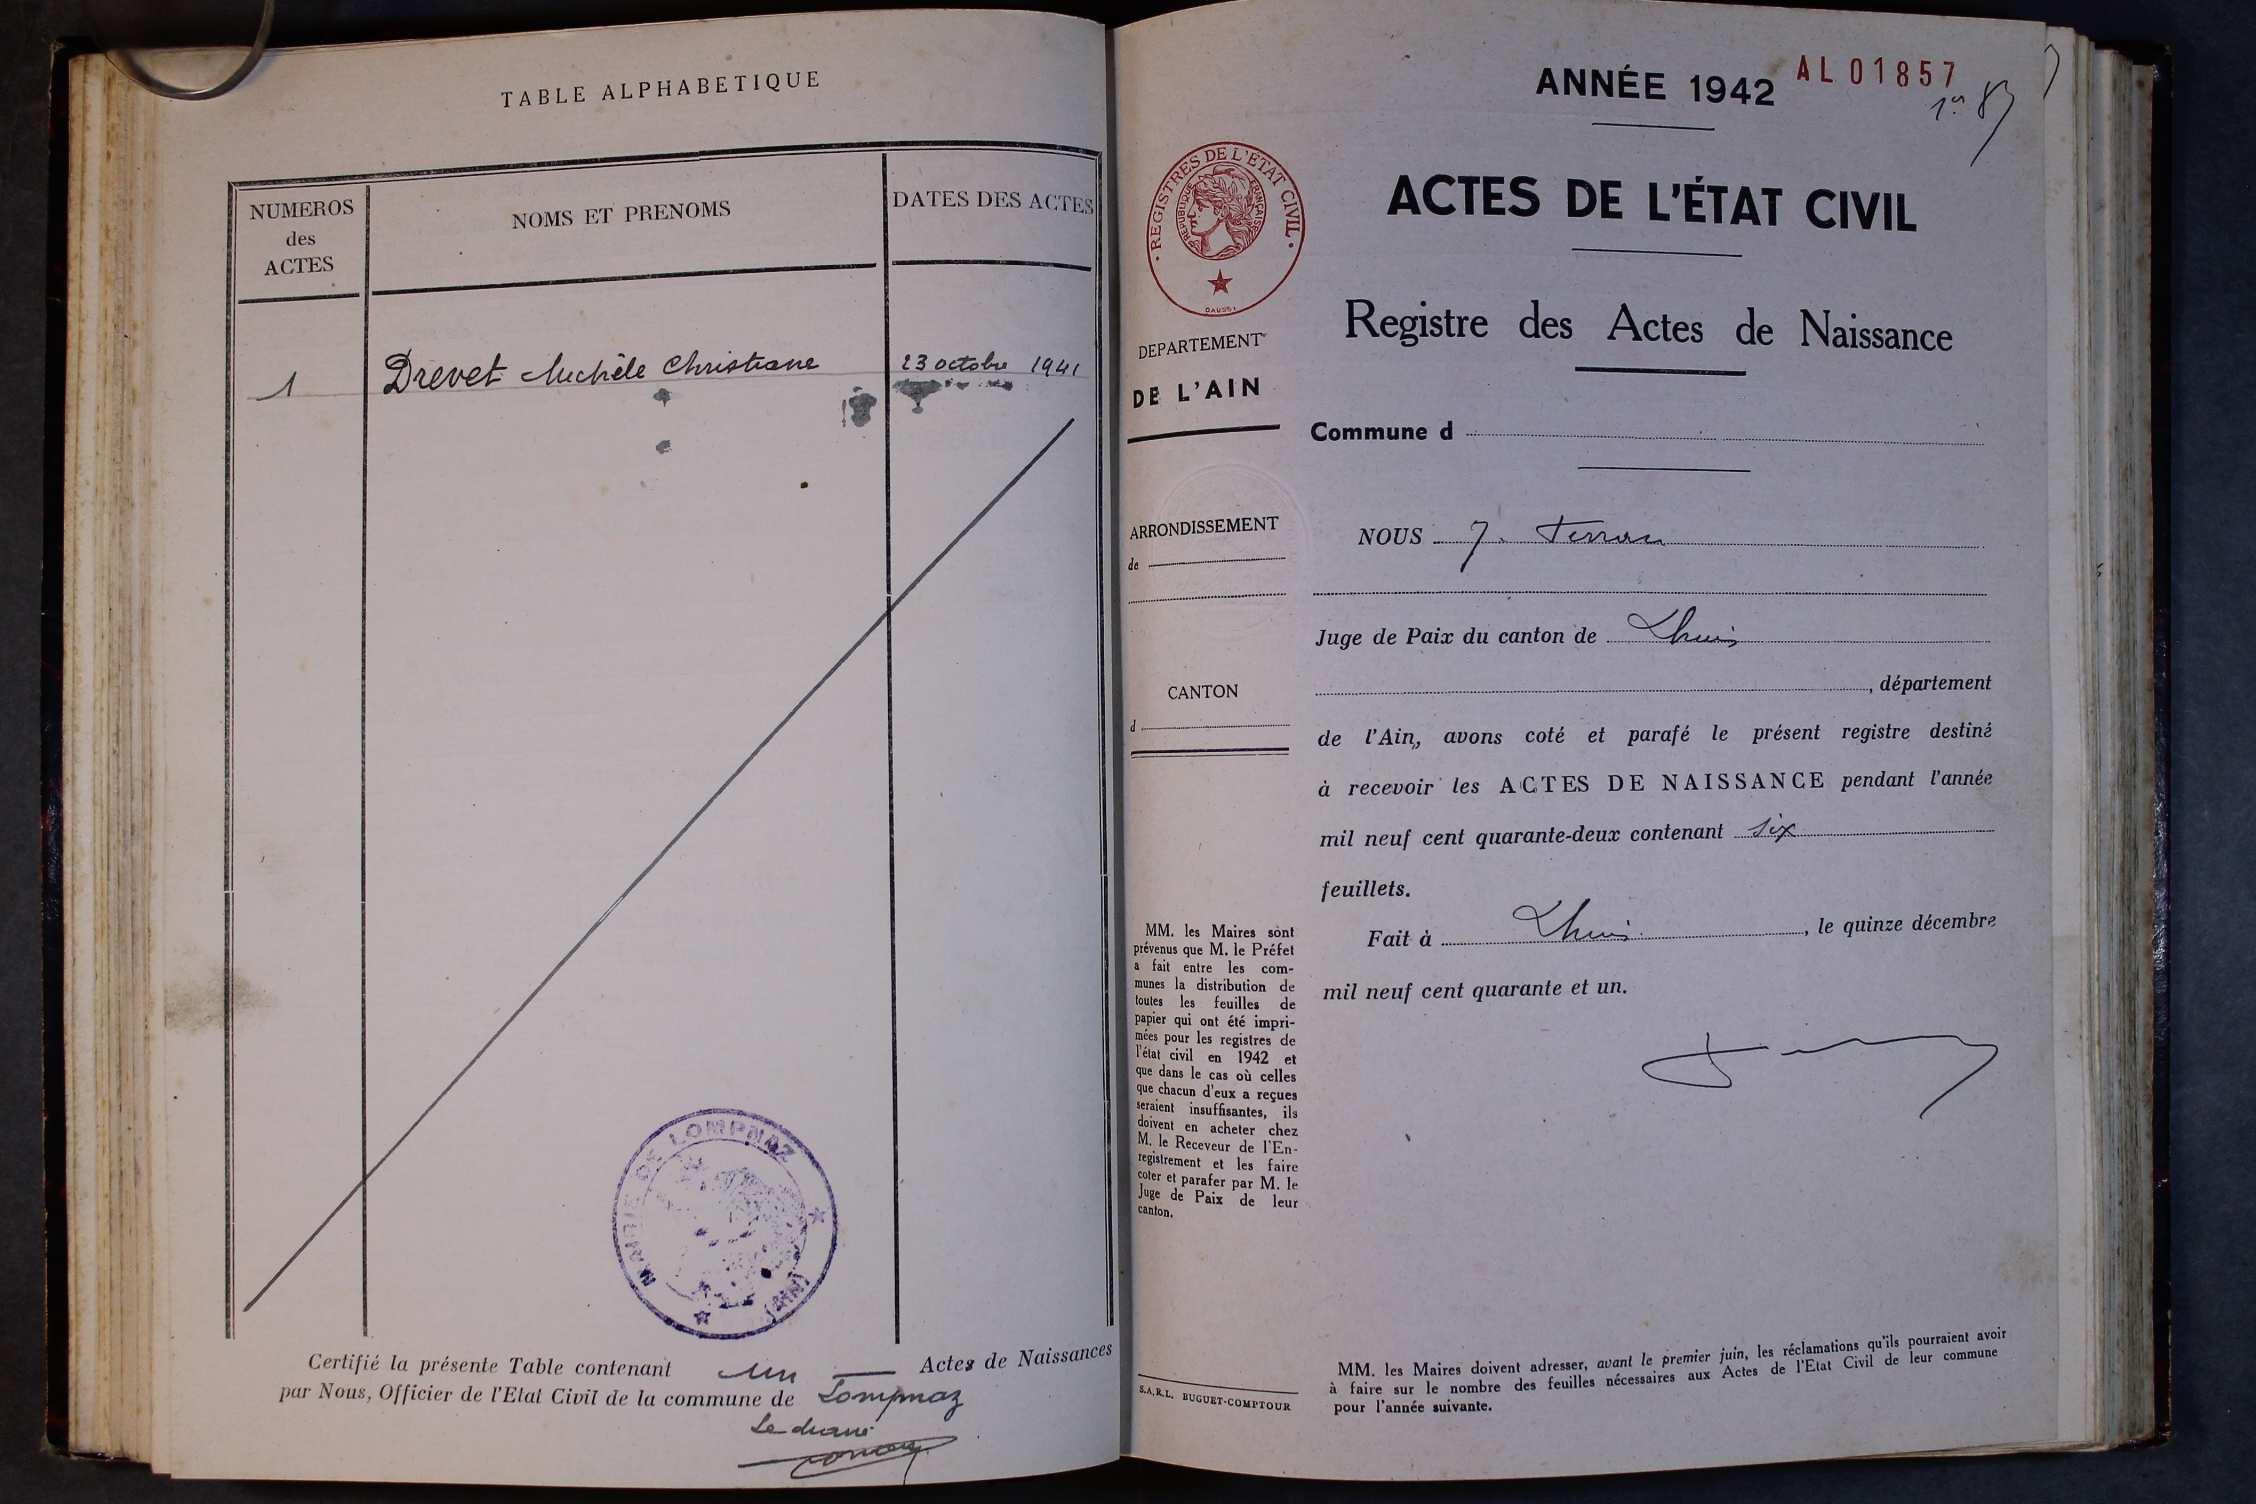 TABLE ALPHABETIQUE
NUMEROS
des
ACTES
NOMS ET PRENOMS
DATES DES ACTES
1
Drevet Michèle Christiane
23 octobre 1941
MAIRIE DE LOMPNAZ
(AIN)
Certifié la présente Table contenant un Actes de Naissances
par Nous, Officier de l'Etat Civil de la commune de Lompnaz
Le maire
ANNÉE 1942
AL 01857
ACTES DE L'ÉTAT CIVIL
Registre des Actes de Naissance
REGISTRES DE L'ÉTAT CIVIL
REPUBLIQUE FRANÇAISE
DEPARTEMENT
DE L'AIN
ARRONDISSEMENT
de
CANTON
d
MM. les Maires sont
prévenus que M. le Préfet
a fait entre les com-
munes la distribution de
toutes les feuilles de
papier qui ont été impri-
mées pour les registres de
l'état civil en 1942 et
que dans le cas où celles
que chacun d'eux a reçues
seraient insuffisantes, ils
doivent en acheter chez
M. le Receveur de l'En-
registrement et les faire
coter et parafer par M. le
Juge de Paix de leur
canton.
S.A.R.L. BUGUET-COMPTOUR
Commune d
NOUS J.
Juge de Paix du canton de Lhuis
, département
de l'Ain, avons coté et parafé le présent registre destiné
à recevoir les ACTES DE NAISSANCE pendant l'année
mil neuf cent quarante-deux contenant six
feuillets.
Fait à Lhuis, le quinze décembre
mil neuf cent quarante et un.
MM. les Maires doivent adresser, avant le premier juin, les réclamations qu'ils pourraient avoir
à faire sur le nombre des feuilles nécessaires aux Actes de l'Etat Civil de leur commune
pour l'année suivante.